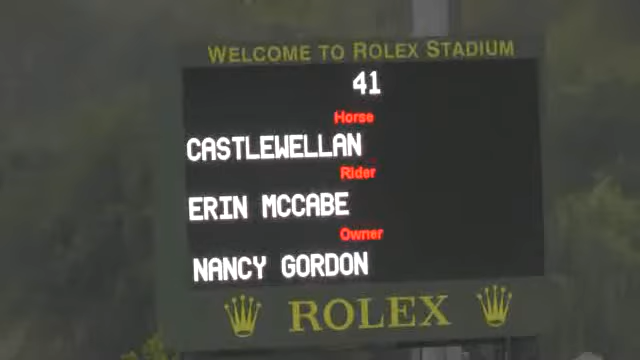 WELCOME TO ROLEX STADIUM
41
Horse
CASTLEWELLAN
Rider
ERIN MCCABE
Owner
NANCY GORDON
ROLEX